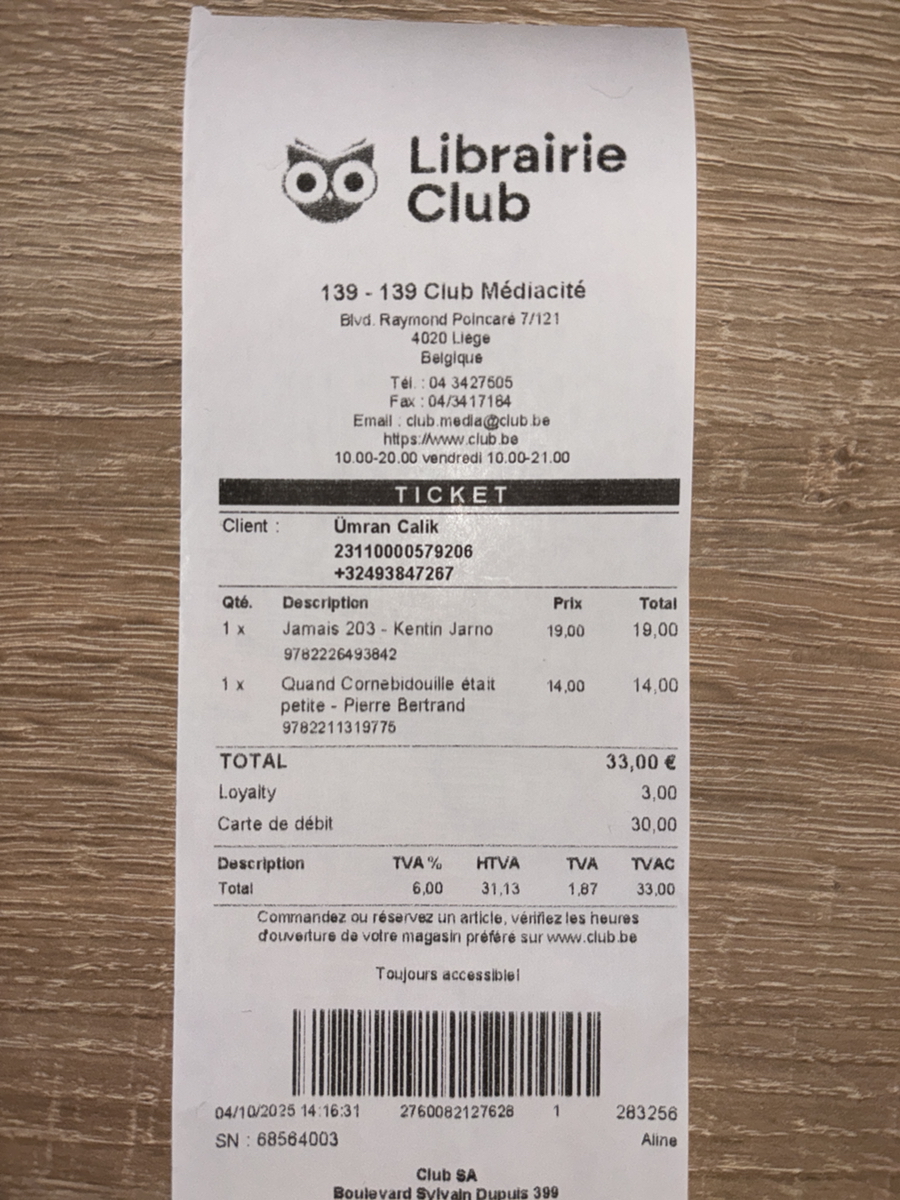 Librairie
Club
139 - 139 Club Médiacité
Blvd. Raymond Poincaré 7/121
4020 Liège
Belgique
Tél. : 04 3427505
Fax : 04/3417184
Email : club.media@club.be
https://www.club.be
10.00-20.00 vendredi 10.00-21.00
TICKET
Client : Ümran Calik
23110000579206
+32493847267
Qté. Description Prix Total
1 x Jamais 203 - Kentin Jarno 19,00 19,00
9782226493842
1 x Quand Cornebidouille était 14,00 14,00
petite - Pierre Bertrand
9782211319775
TOTAL 33,00 €
Loyalty 3,00
Carte de débit 30,00
Description TVA % HTVA TVA TVAC
Total 6,00 31,13 1,87 33,00
Commandez ou réservez un article, vérifiez les heures
d'ouverture de votre magasin préféré sur www.club.be
Toujours accessible!
04/10/2025 14:16:31 2760082127628 1 283256
SN : 68564003 Aline
Club SA
Boulevard Sylvain Dupuis 399